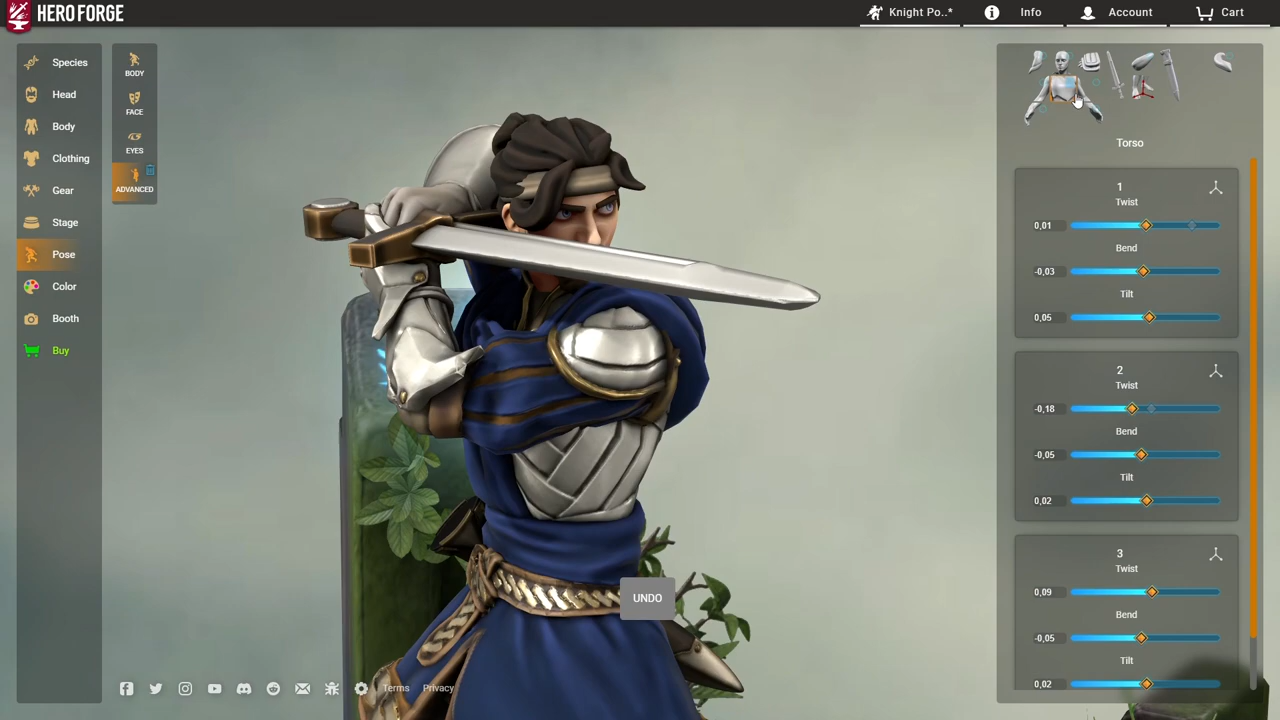 HERO FORGE
Knight Po..*
Info
Account
Cart
Species
Head
Body
Clothing
Gear
Stage
Pose
Color
Booth
Buy
BODY
FACE
EYES
ADVANCED
Torso
1
Twist
0,01
Bend
-0,03
Tilt
0,05
2
Twist
-0,18
Bend
-0,05
Tilt
0,02
3
Twist
0,09
Bend
-0,05
Tilt
0,02
UNDO
Terms
Privacy